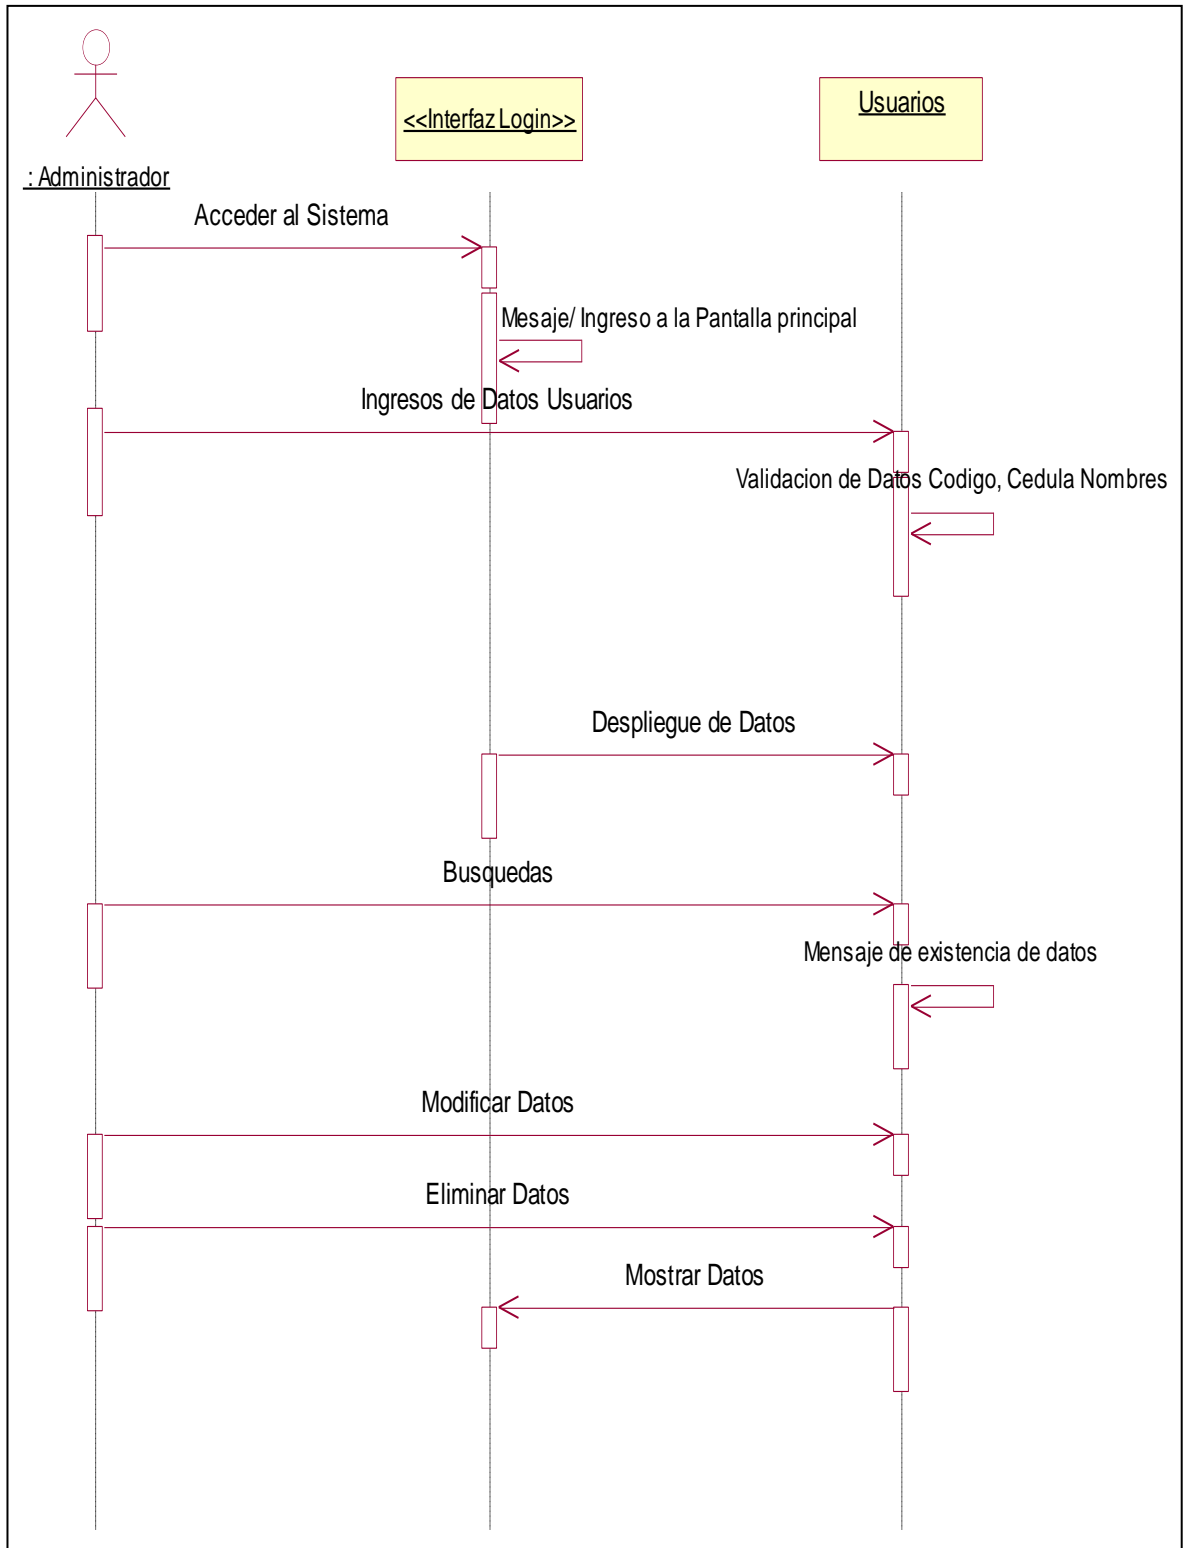 <<Interfaz Login>>
Usuarios
: Administrador
Acceder al Sistema
Mesaje/ Ingreso a la Pantalla principal
Ingresos de Datos Usuarios
Validacion de Datos Codigo, Cedula Nombres
Despliegue de Datos
Busquedas
Mensaje de existencia de datos
Modificar Datos
Eliminar Datos
Mostrar Datos